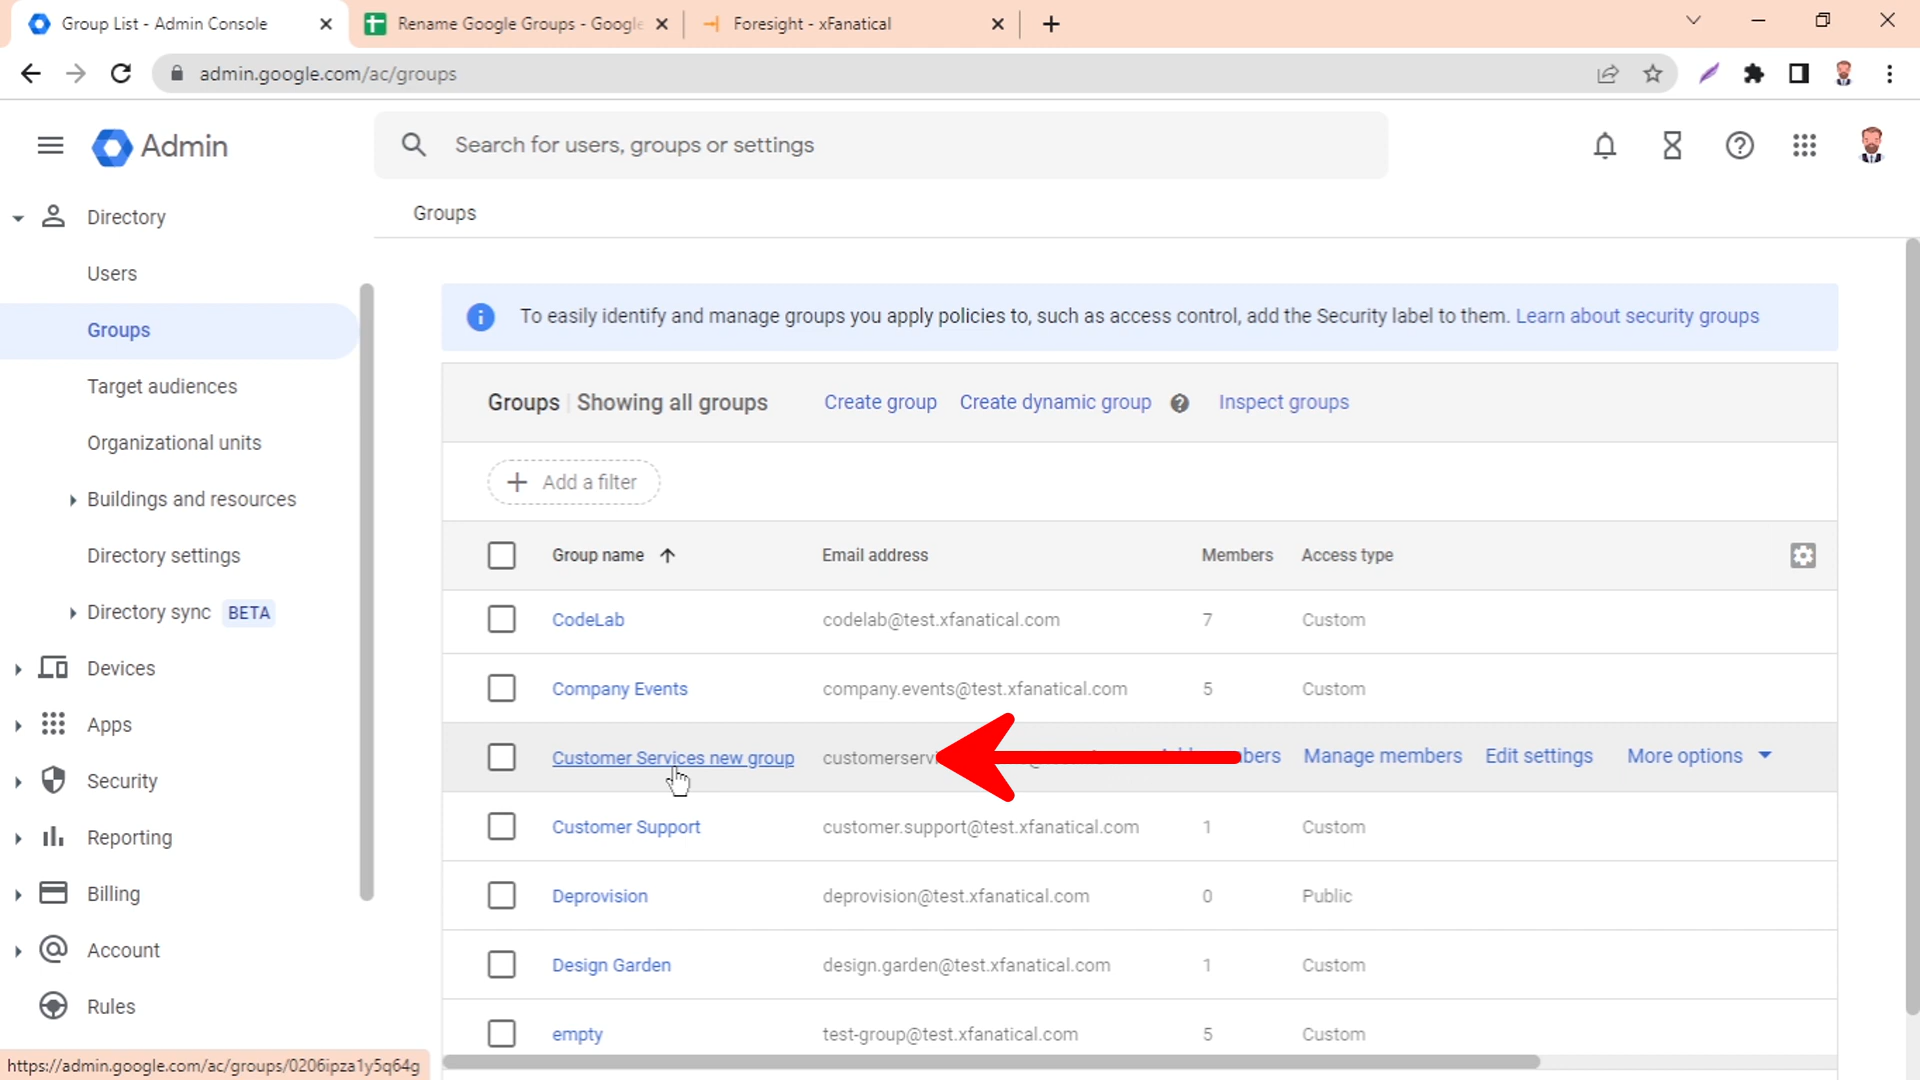 Group List - Admin Console
Rename Google Groups - Google
Foresight - xFanatical
admin.google.com/ac/groups
Admin
Search for users, groups or settings
Directory
Users
Groups
Target audiences
Organizational units
Buildings and resources
Directory settings
Directory sync BETA
Devices
Apps
Security
Reporting
Billing
Account
Rules
Groups
To easily identify and manage groups you apply policies to, such as access control, add the Security label to them. Learn about security groups
Groups | Showing all groups Create group Create dynamic group Inspect groups
Add a filter
Group name Email address Members Access type
CodeLab codelab@test.xfanatical.com 7 Custom
Company Events company.events@test.xfanatical.com 5 Custom
Customer Services new group Manage members Edit settings More options
Customer Support customer.support@test.xfanatical.com 1 Custom
Deprovision deprovision@test.xfanatical.com 0 Public
Design Garden design.garden@test.xfanatical.com 1 Custom
empty test-group@test.xfanatical.com 5 Custom
https://admin.google.com/ac/groups/0206ipza1y5q64g